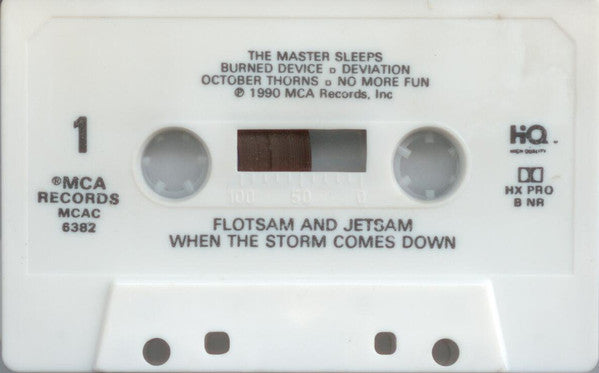 THE MASTER SLEEPS
BURNED DEVICE ▫ DEVIATION
OCTOBER THORNS ▫ NO MORE FUN
℗ 1990 MCA Records, Inc
1
HiQ
HIGH QUALITY
®MCA
RECORDS
MCAC
6382
HX PRO
B NR
100 50 0
FLOTSAM AND JETSAM
WHEN THE STORM COMES DOWN